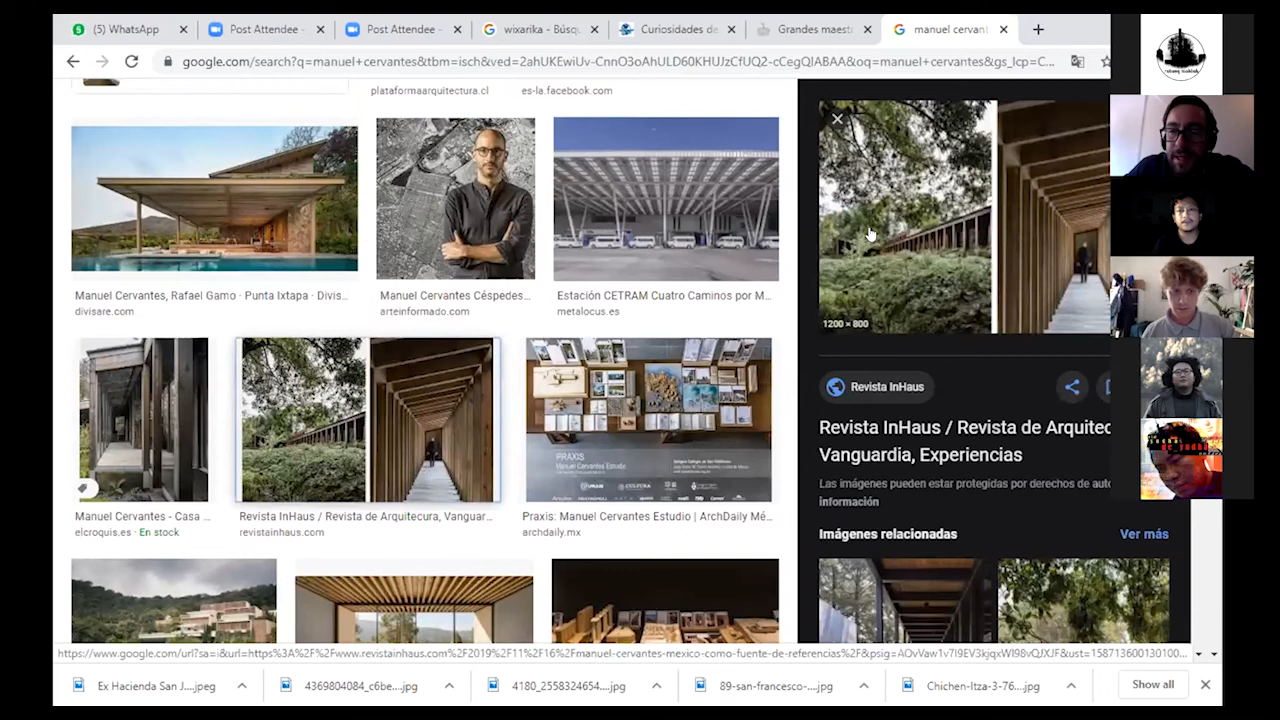 (5) WhatsApp
Post Attendee -
Post Attendee -
wixarika - Búsq
Curiosidades de
Grandes maest
manuel cervant
google.com/search?q=manuel+cervantes&tbm=isch&ved=2ahUKEwiUv-CnnO3oAhULD60KHUJzCfUQ2-cCegQIABAA&oq=manuel+cervantes&gs_lcp=C...
plataformaarquitectura.cl
es-la.facebook.com
Manuel Cervantes, Rafael Gamo · Punta Ixtapa · Divis...
divisare.com
Manuel Cervantes Céspedes...
arteinformado.com
Estación CETRAM Cuatro Caminos por M...
metalocus.es
1200 × 800
Revista InHaus
Revista InHaus / Revista de Arquitec
Vanguardia, Experiencias
Las imágenes pueden estar protegidas por derechos de auto
información
PRAXIS
Manuel Cervantes Estudio
Manuel Cervantes - Casa ...
elcroquis.es · En stock
Revista InHaus / Revista de Arquitectura, Vanguar...
revistainhaus.com
Praxis: Manuel Cervantes Estudio | ArchDaily Mé...
archdaily.mx
Imágenes relacionadas
Ver más
https://www.google.com/url?sa=i&url=https%3A%2F%2Fwww.revistainhaus.com%2F2019%2F11%2F16%2Fmanuel-cervantes-mexico-como-fuente-de-referencias%2F&psig=AOvVaw1v7I9EV3kjqxWI98vQJXJF&ust=158713600130100...
Ex Hacienda San J....jpeg
4369804084_c6be....jpg
4180_2558324654....jpg
89-san-francesco-....jpg
Chichen-Itza-3-76....jpg
Show all